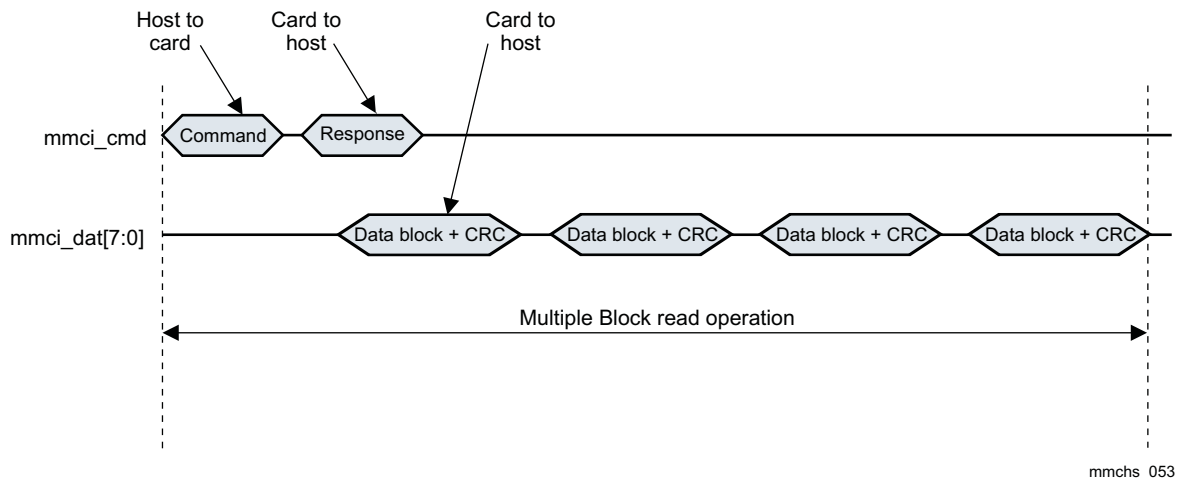 Host to
card
Card to
host
Card to
host
mmci_cmd
Command
Response
mmci_dat[7:0]
Data block + CRC
Data block + CRC
Data block + CRC
Data block + CRC
Multiple Block read operation
mmchs_053